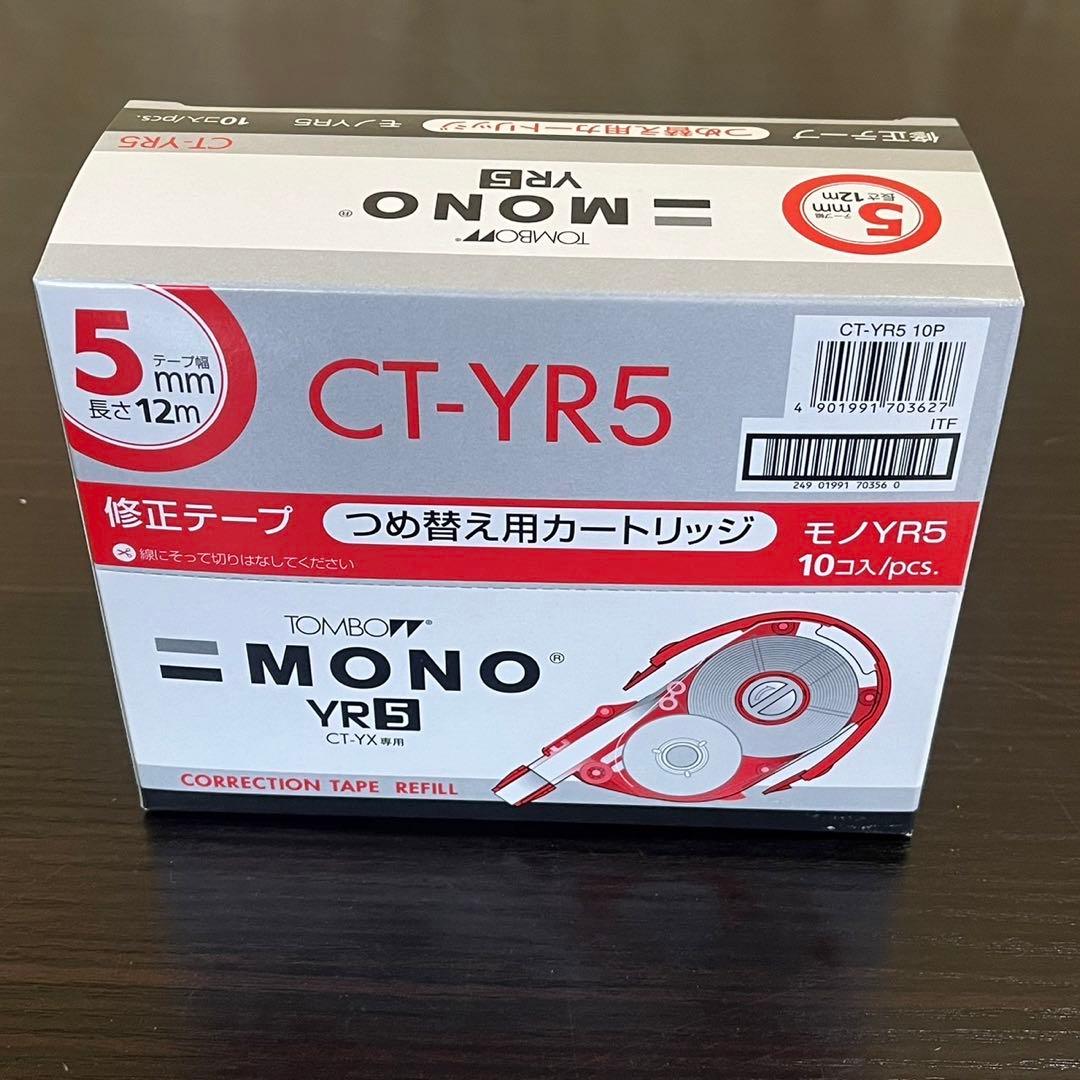 CT-YR5
修正テープ つめ替え用カートリッジ モノYR5 10コ入/pcs.
TOMBOW®
MONO®
YR5
5
テープ幅
mm
長さ12m
5
テープ幅
mm
長さ12m
CT-YR5
CT-YR5 10P
4 901991 703627
ITF
249 01991 70356 0
修正テープ つめ替え用カートリッジ モノYR5
線にそって切りはなしてください
10コ入/pcs.
TOMBOW®
MONO®
YR5
CT-YX専用
CORRECTION TAPE REFILL